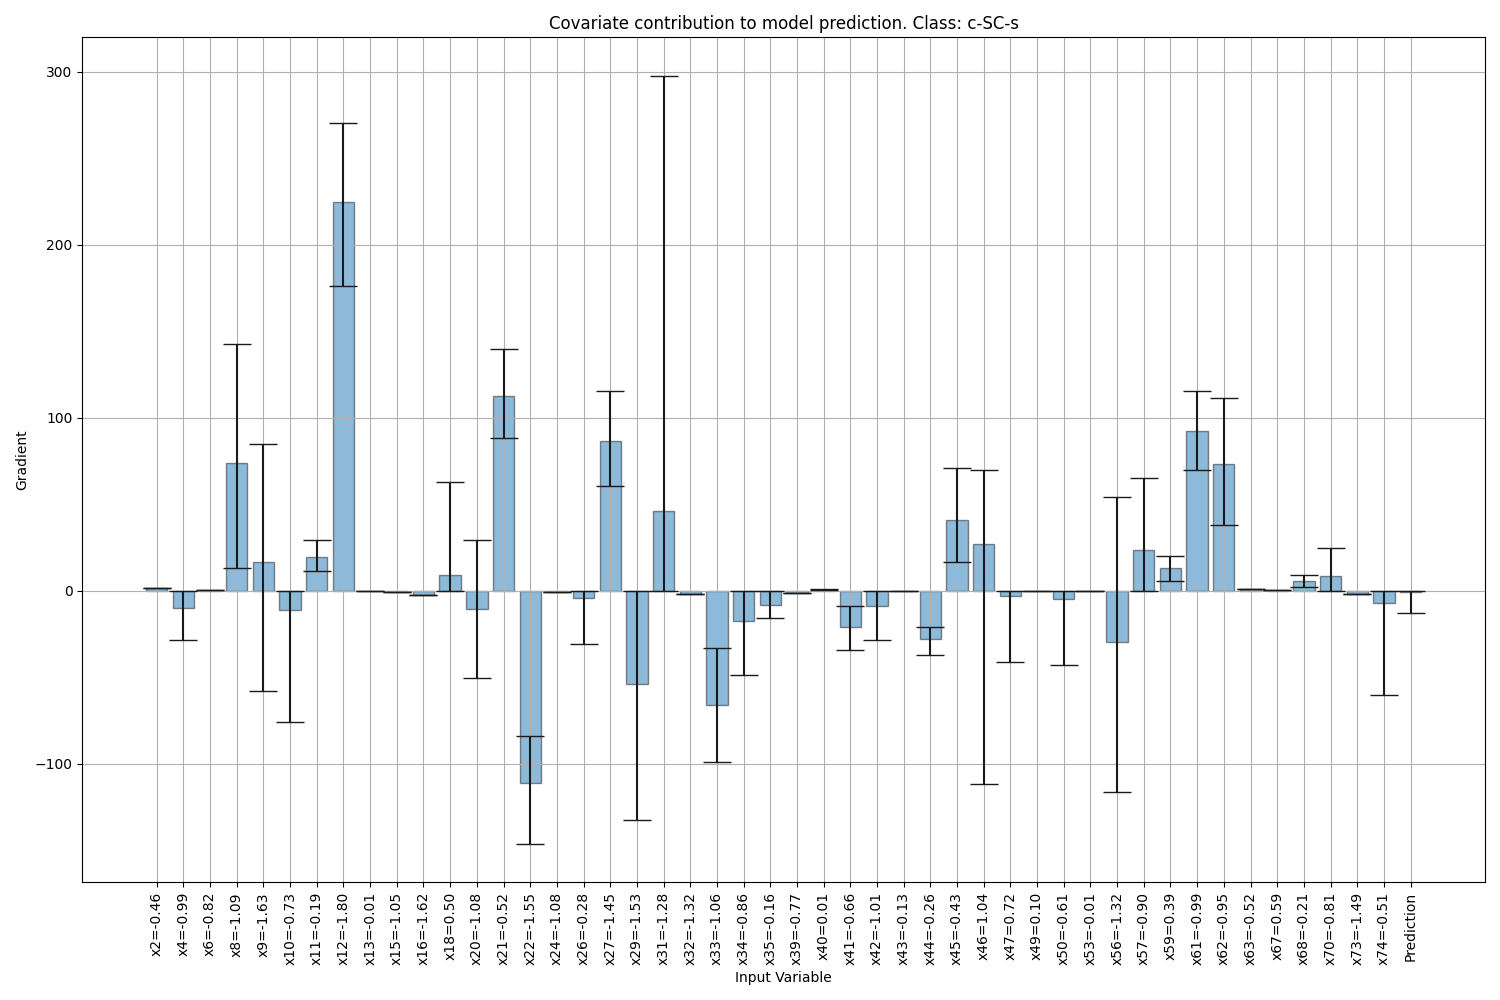 Covariate contribution to model prediction. Class: c-SC-s
Gradient
300
200
100
0
−100
x2=-0.46
x4=-0.99
x6=-0.82
x8=-1.09
x9=-1.63
x10=-0.73
x11=-0.19
x12=-1.80
x13=-0.01
x15=-1.05
x16=-1.62
x18=0.50
x20=-1.08
x21=-0.52
x22=-1.55
x24=-1.08
x26=-0.28
x27=-1.45
x29=-1.53
x31=-1.28
x32=-1.32
x33=-1.06
x34=-0.86
x35=-0.16
x39=-0.77
x40=0.01
x41=-0.66
x42=-1.01
x43=-0.13
x44=-0.26
x45=-0.43
x46=1.04
x47=0.72
x49=0.10
x50=-0.61
x53=-0.01
x56=-1.32
x57=-0.90
x59=0.39
x61=-0.99
x62=-0.95
x63=-0.52
x67=0.59
x68=-0.21
x70=-0.81
x73=-1.49
x74=-0.51
Prediction
Input Variable